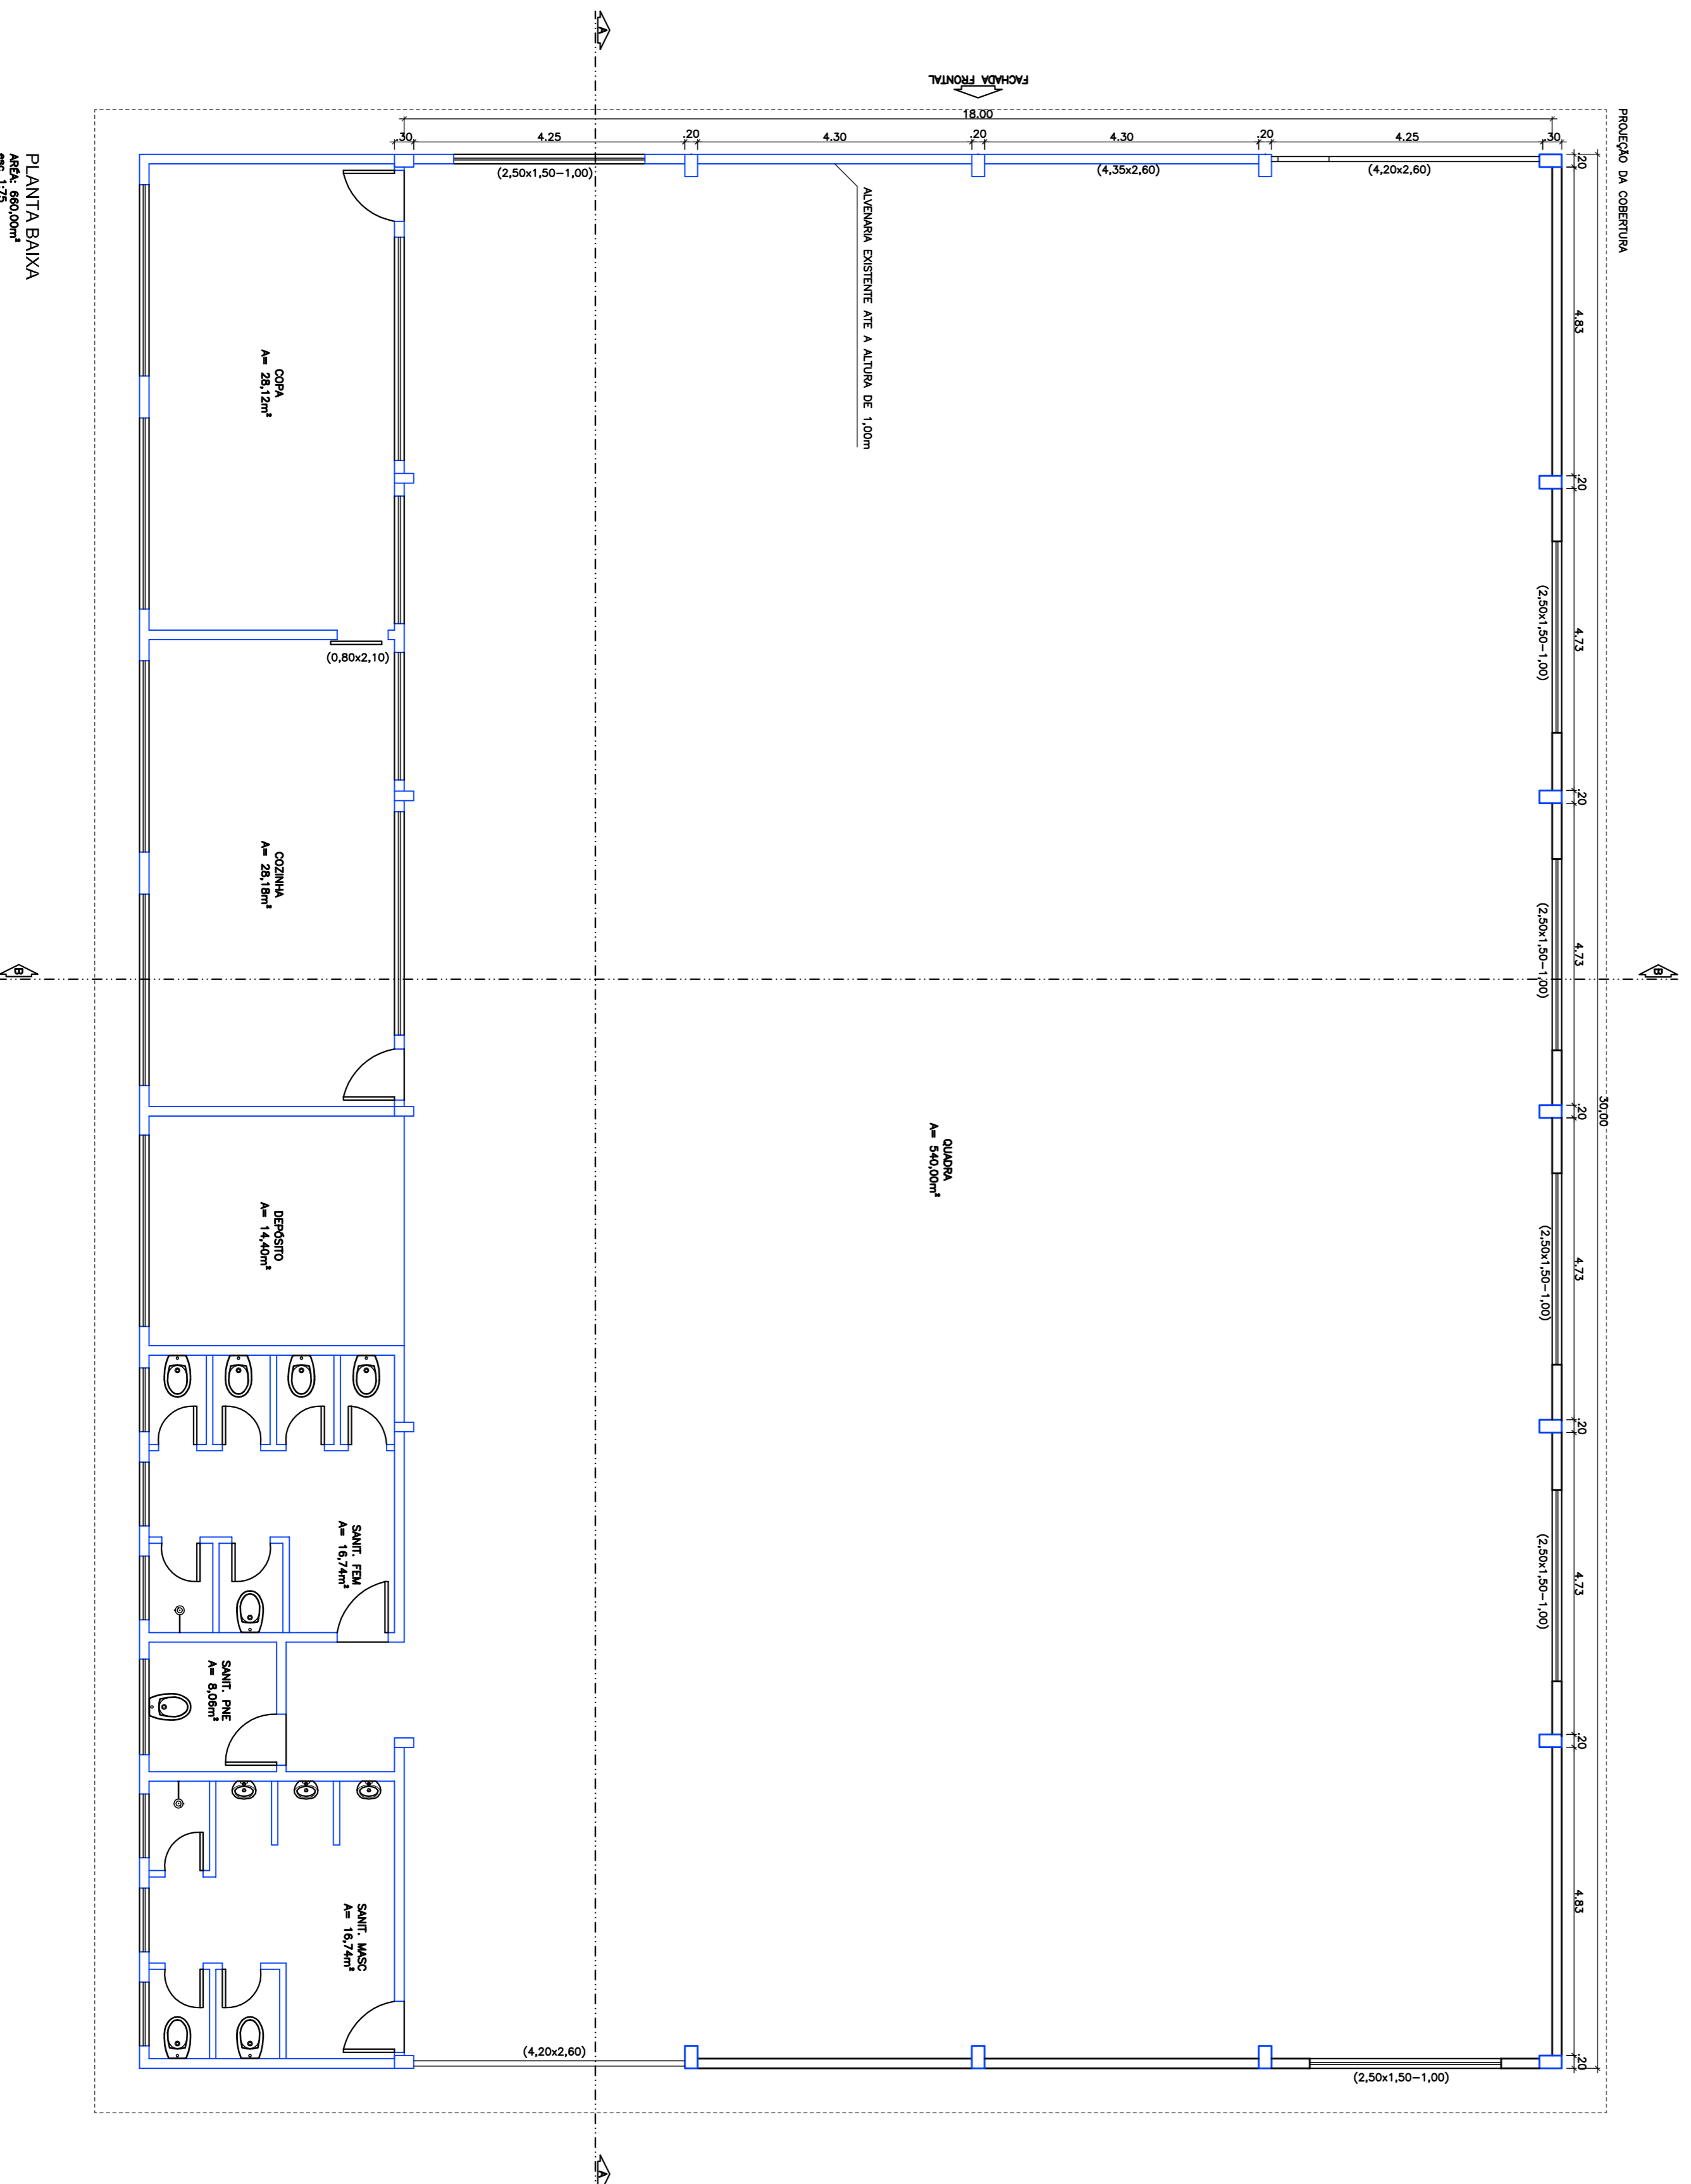 PROJEÇÃO DA COBERTURA
FACHADA FRONTAL
A
18.00
.30
4.25
.20
4.30
.20
4.30
.20
4.25
.30
(2,50x1,50-1,00)
(4,35x2,60)
(4,20x2,60)
ALVENARIA EXISTENTE ATE A ALTURA DE 1,00m
.20
4.83
.20
4.73
.20
4.73
.20
4.73
.20
4.73
.20
4.83
.20
30,00
(2,50x1,50-1,00)
(2,50x1,50-1,00)
(2,50x1,50-1,00)
(2,50x1,50-1,00)
B
B
QUADRA
A= 540,00m²
COPA
A= 28,12m²
(0,80x2,10)
COZINHA
A= 28,18m²
DEPÓSITO
A= 14,40m²
SANIT. FEM
A= 16,74m²
SANIT. PNE
A= 8,06m²
SANIT. MASC
A= 16,74m²
(4,20x2,60)
(2,50x1,50-1,00)
A
PLANTA BAIXA
ÁREA: 660,00m²
ESC. 1:75